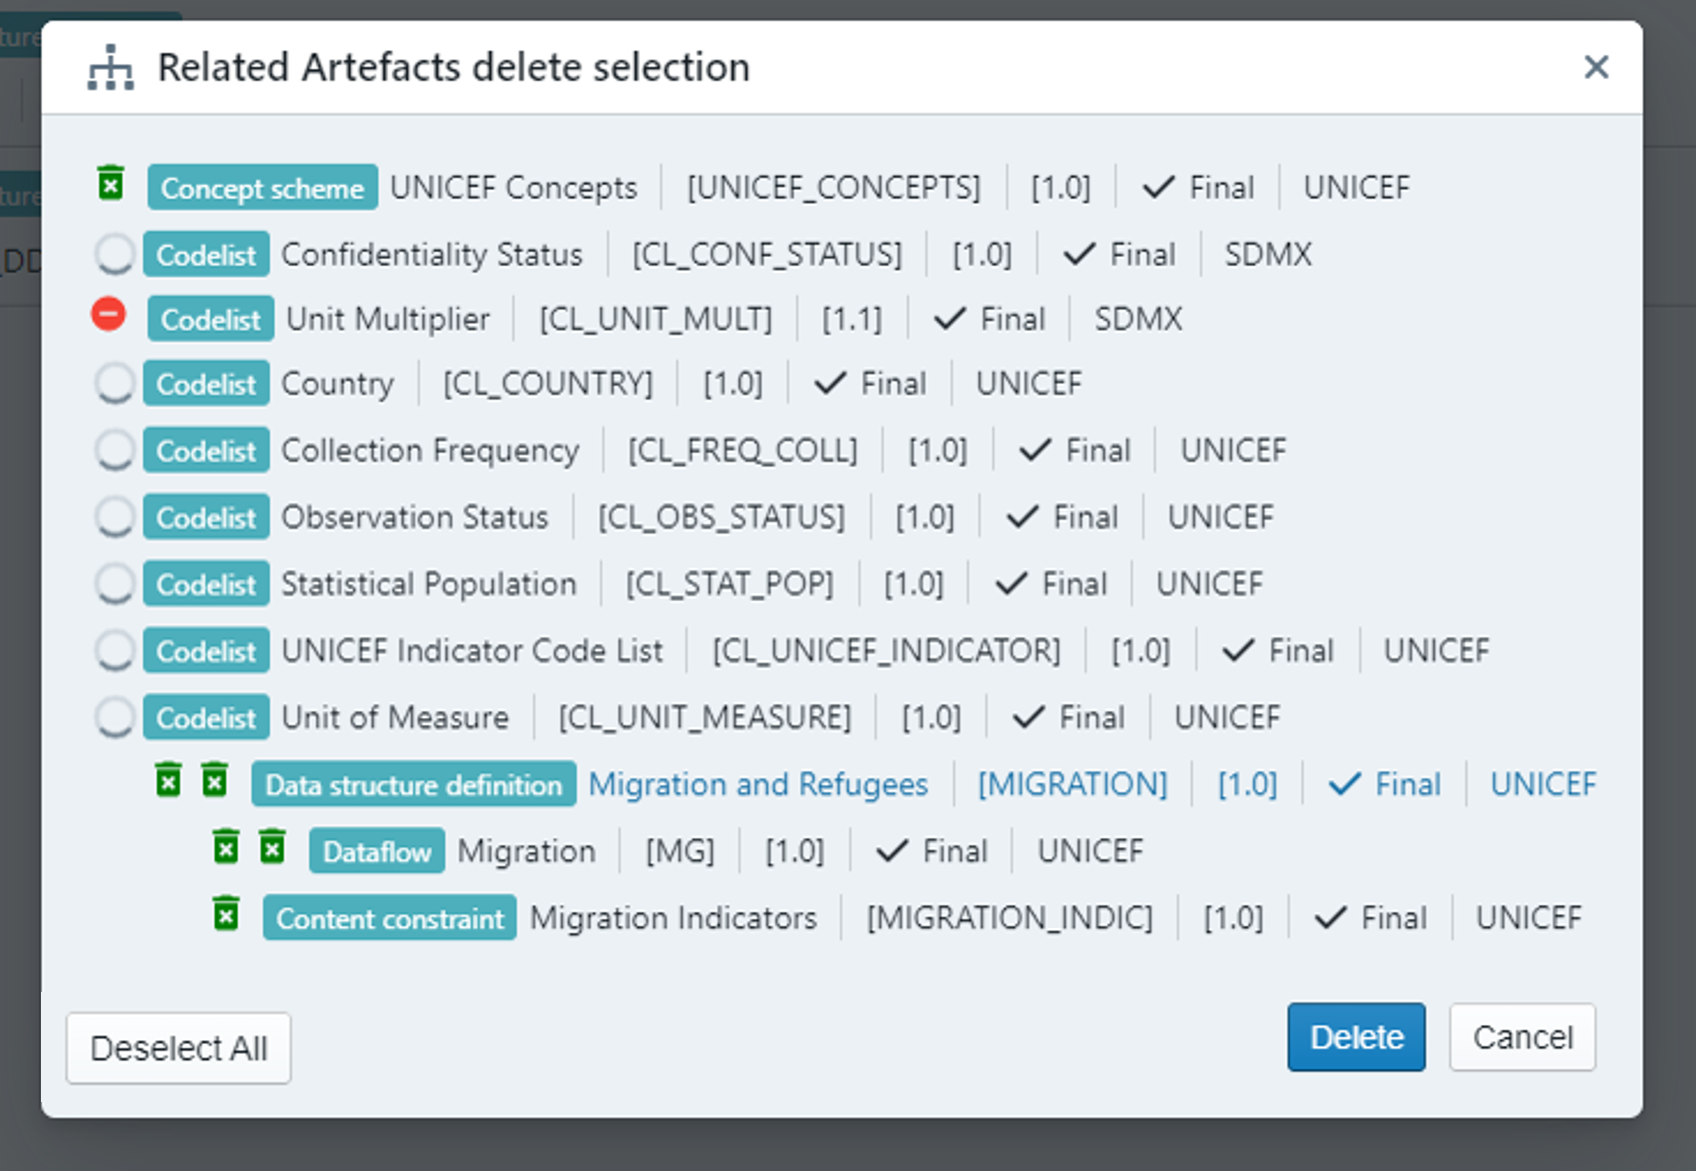 ture
Related Artefacts delete selection
Concept scheme UNICEF Concepts [UNICEF_CONCEPTS] [1.0] Final UNICEF
ture
Codelist Confidentiality Status [CL_CONF_STATUS] [1.0] Final SDMX
_DD
Codelist Unit Multiplier [CL_UNIT_MULT] [1.1] Final SDMX
Codelist Country [CL_COUNTRY] [1.0] Final UNICEF
Codelist Collection Frequency [CL_FREQ_COLL] [1.0] Final UNICEF
Codelist Observation Status [CL_OBS_STATUS] [1.0] Final UNICEF
Codelist Statistical Population [CL_STAT_POP] [1.0] Final UNICEF
Codelist UNICEF Indicator Code List [CL_UNICEF_INDICATOR] [1.0] Final UNICEF
Codelist Unit of Measure [CL_UNIT_MEASURE] [1.0] Final UNICEF
Data structure definition Migration and Refugees [MIGRATION] [1.0] Final UNICEF
Dataflow Migration [MG] [1.0] Final UNICEF
Content constraint Migration Indicators [MIGRATION_INDIC] [1.0] Final UNICEF
Deselect All Delete Cancel